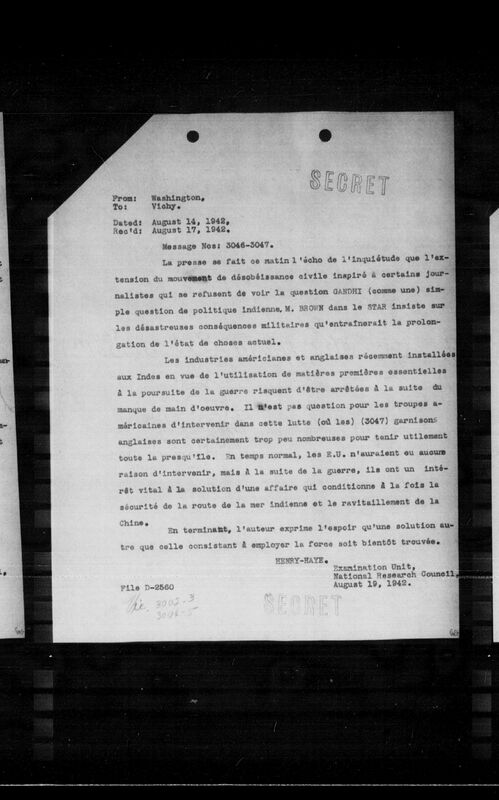 SECRET
From: Washington.
To: Vichy.
Dated: August 14, 1942.
Rec'd: August 17, 1942.
Message Nos: 3046-3047.
La presse se fait ce matin l'écho de l'inquiétude que l'ex-
tension du mouvement de désobéissance civile inspiré à certains jour-
nalistes qui se refusent de voir la question GANDHI (comme une) sim-
ple question de politique indienne. M. BROWN dans le STAR insiste sur
les désastreuses conséquences militaires qu'entraînerait la prolon-
gation de l'état de choses actuel.
Les industries américianes et anglaises récemment installées
aux Indes en vue de l'utilisation de matières premières essentielles
à la poursuite de la guerre risquent d'être arrêtées à la suite du
manque de main d'oeuvre. Il n'est pas question pour les troupes a-
méricaines d'intervenir dans cette lutte (où les) (3047) garnisons
anglaises sont certainement trop peu nombreuses pour tenir utilement
toute la presqu'île. En temps normal, les E.U. n'auraient eu aucune
raison d'intervenir, mais à la suite de la guerre, ils ont un inté-
rêt vital à la solution d'une affaire qui conditionne à la fois la
sécurité de la route de la mer indienne et le ravitaillement de la
Chine.
En terminant, l'auteur exprime l'espoir qu'une solution au-
tre que celle consistant à employer la force soit bientôt trouvée.
HENRY-HAYE.
Examination Unit,
National Research Council,
August 19, 1942.
File D-2560
3002-3
SECRET